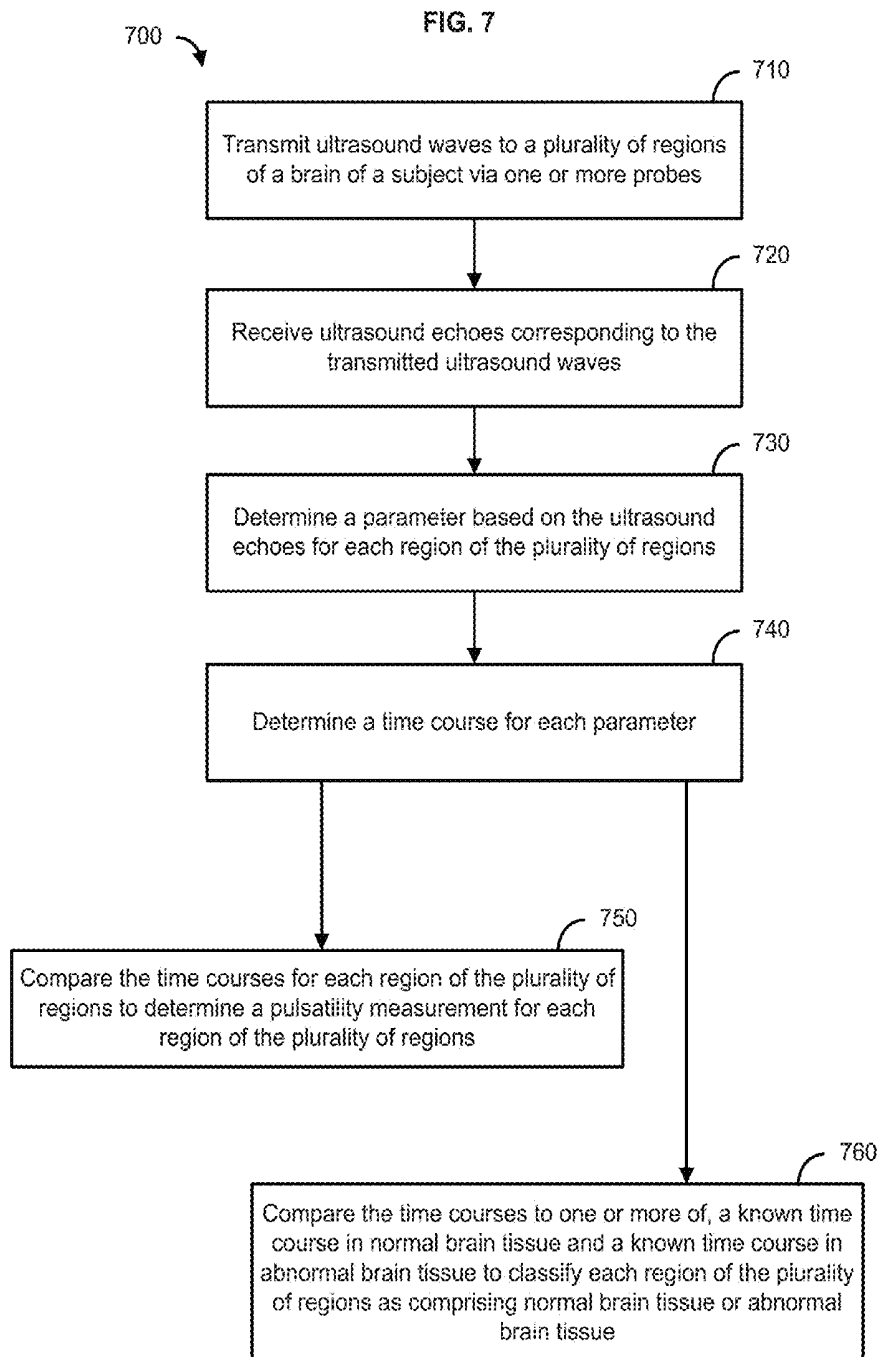 FIG. 7
700
710
Transmit ultrasound waves to a plurality of regions
of a brain of a subject via one or more probes
720
Receive ultrasound echoes corresponding to the
transmitted ultrasound waves
730
Determine a parameter based on the ultrasound
echoes for each region of the plurality of regions
740
Determine a time course for each parameter
750
Compare the time courses for each region of the plurality of
regions to determine a pulsatility measurement for each
region of the plurality of regions
760
Compare the time courses to one or more of, a known time
course in normal brain tissue and a known time course in
abnormal brain tissue to classify each region of the plurality
of regions as comprising normal brain tissue or abnormal
brain tissue